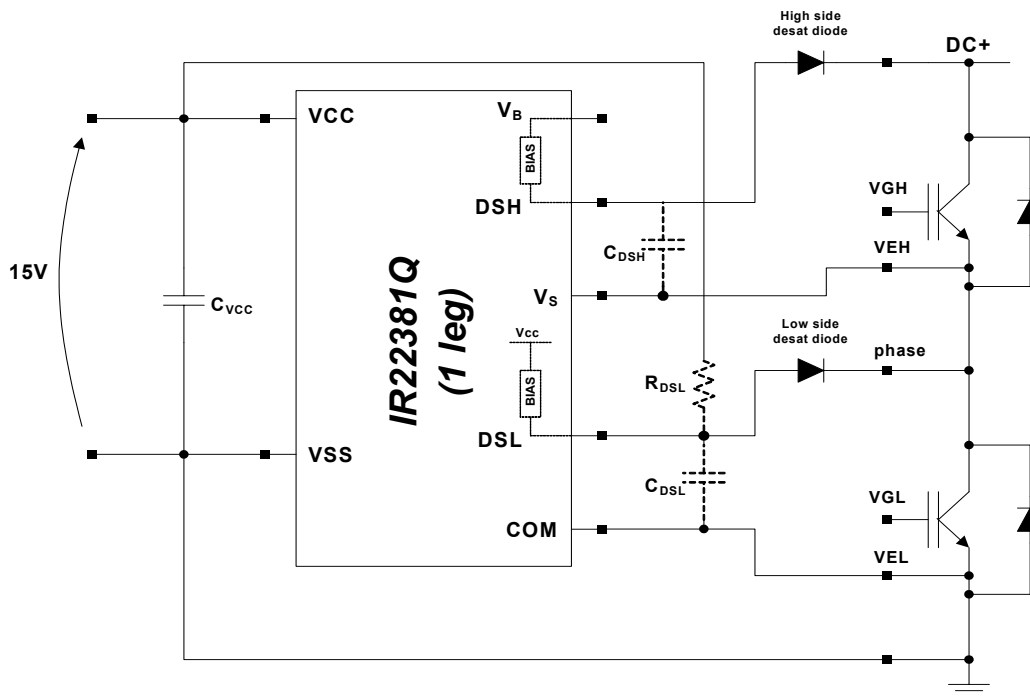 High side
desat diode
DC+
VCC
VB
BIAS
DSH
VGH
CDSH
VEH
15V
CVCC
IR22381Q
(1 leg)
VS
Vcc
Low side
desat diode
phase
RDSL
BIAS
DSL
VSS
CDSL
VGL
COM
VEL